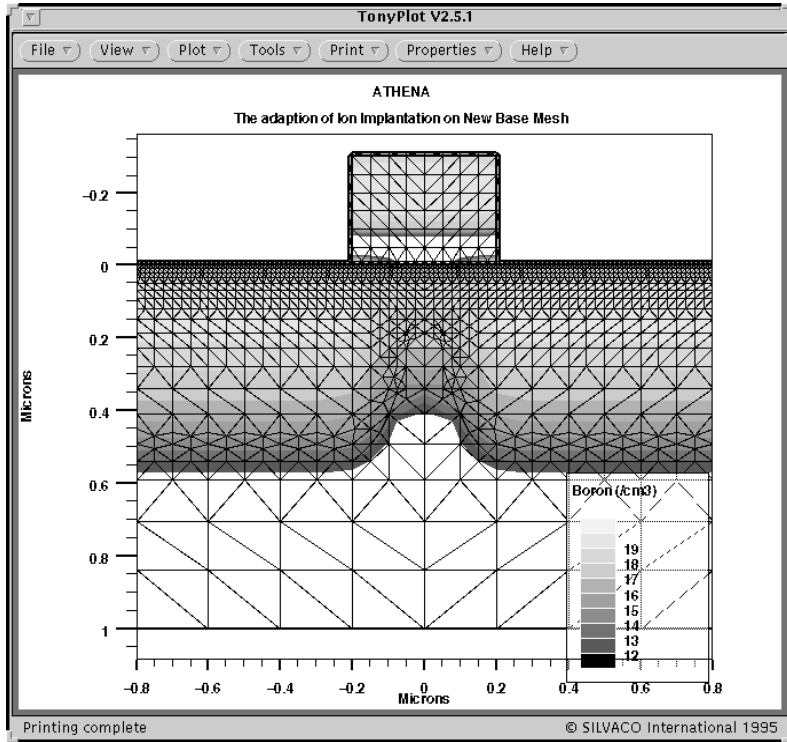 TonyPlot V2.5.1
File View Plot Tools Print Properties Help
ATHENA
The adaption of Ion Implantation on New Base Mesh
-0.2
0
0.2
0.4
0.6
0.8
1
Microns
Boron (/cm3)
19
18
17
16
15
14
13
12
-0.8 -0.6 -0.4 -0.2 0 0.2 0.4 0.6 0.8
Microns
Printing complete © SILVACO International 1995